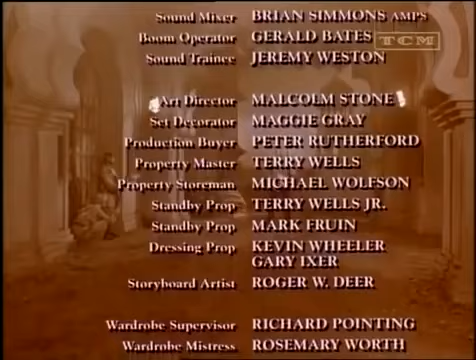 Sound Mixer BRIAN SIMMONS AMPS
Boom Operator GERALD BATES
TCM
Sound Trainee JEREMY WESTON
Art Director MALCOLM STONE
Set Decorator MAGGIE GRAY
Production Buyer PETER RUTHERFORD
Property Master TERRY WELLS
Property Storeman MICHAEL WOLFSON
Standby Prop TERRY WELLS JR.
Standby Prop MARK FRUIN
Dressing Prop KEVIN WHEELER
GARY IXER
Storyboard Artist ROGER W. DEER
Wardrobe Supervisor RICHARD POINTING
Wardrobe Mistress ROSEMARY WORTH